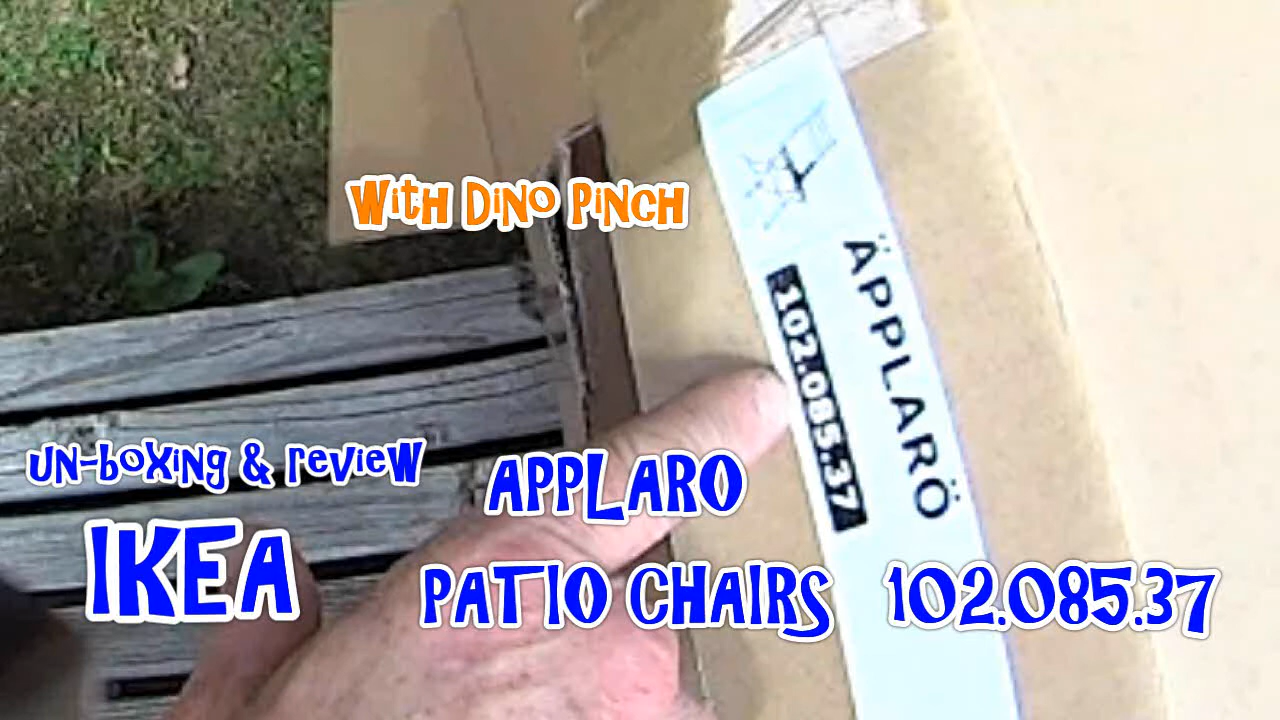 With Dino Pinch
ÄPPLARÖ
102.085.37
un-boxing & review
IKEA
APPLARO
PATIO CHAIRS 102.085.37